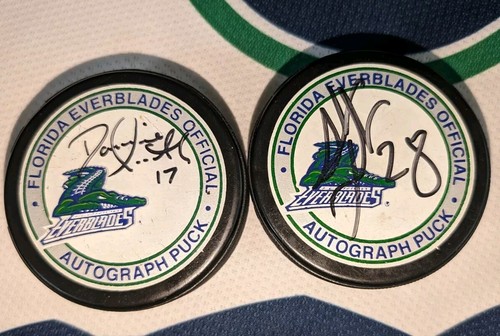 FLORIDA EVERBLADES OFFICIAL
17
EVERBLADES
AUTOGRAPH PUCK
FLORIDA EVERBLADES OFFICIAL
28
EVERBLADES
AUTOGRAPH PUCK